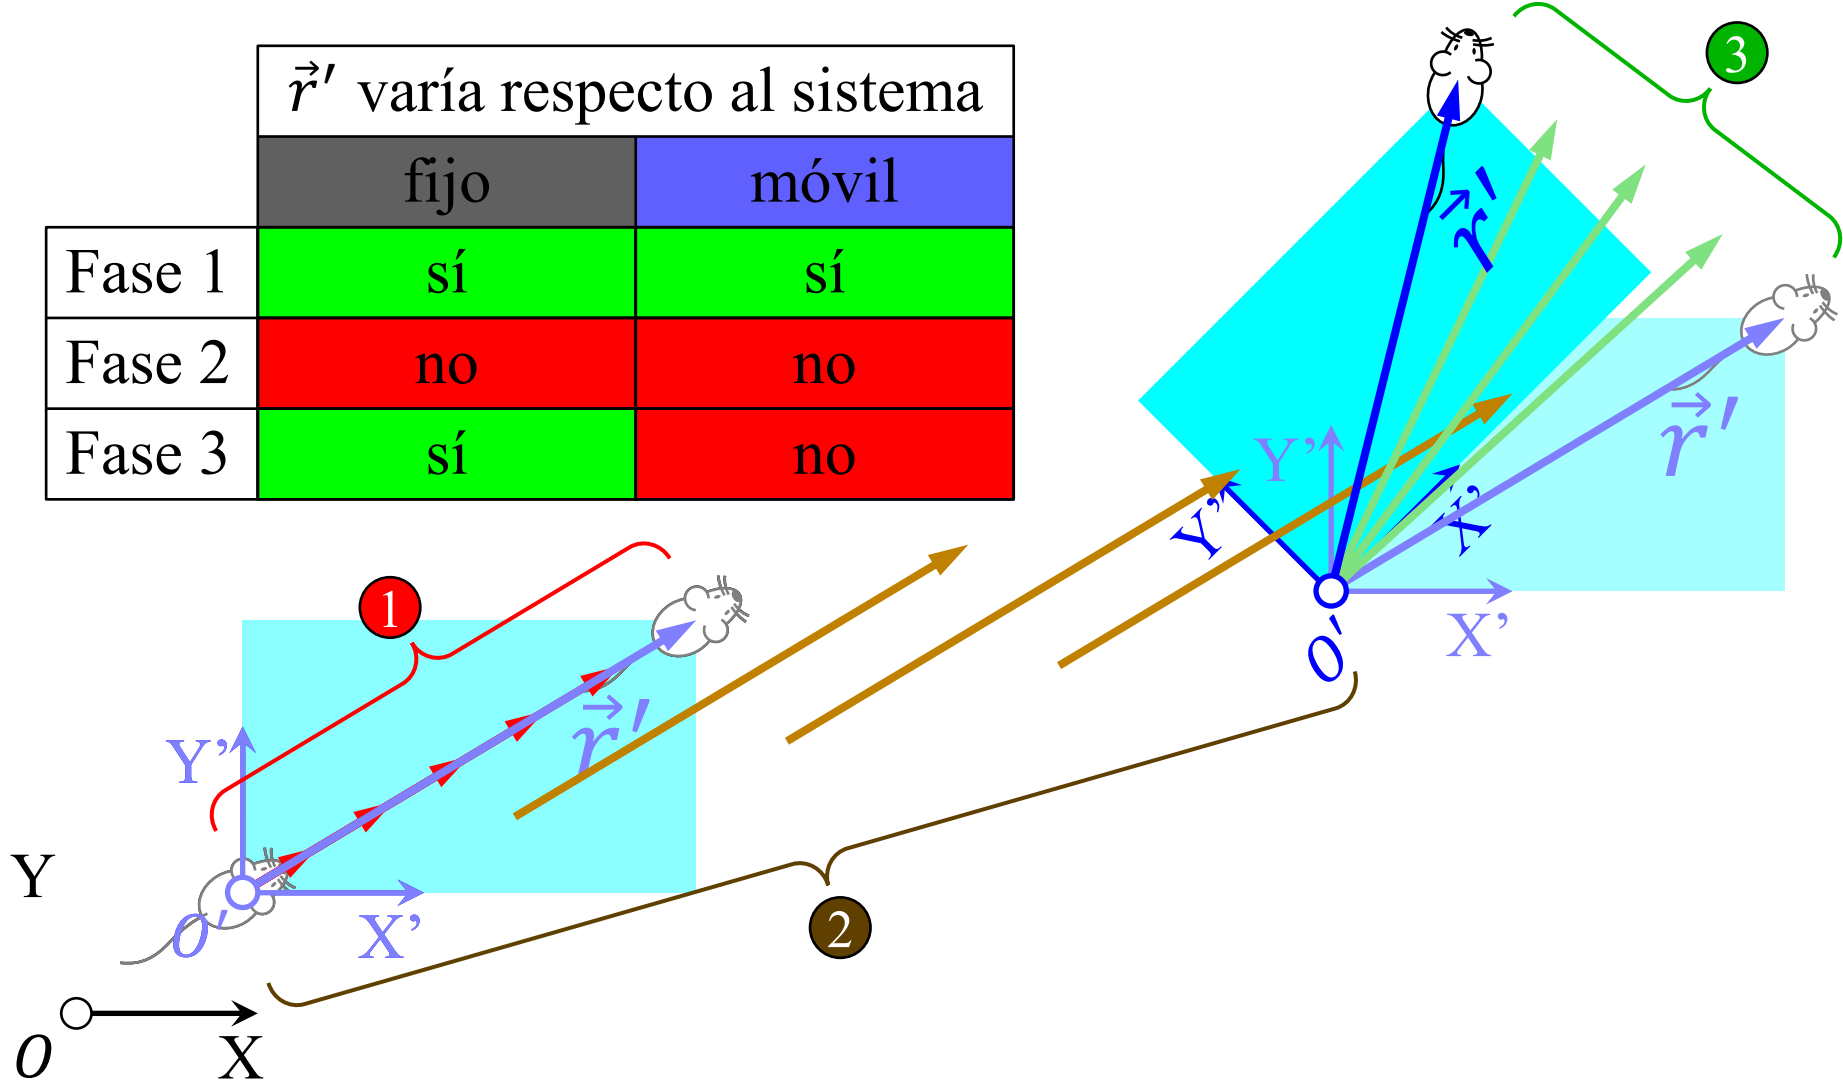 r⃗ ′ varía respecto al sistema
fijo móvil
Fase 1 sí sí
Fase 2 no no
Fase 3 sí no
3
r⃗ ′
r⃗ ′
Y’
Y’
X’
X’
O′
1
r⃗ ′
Y’
X’
O′
2
Y
X
O